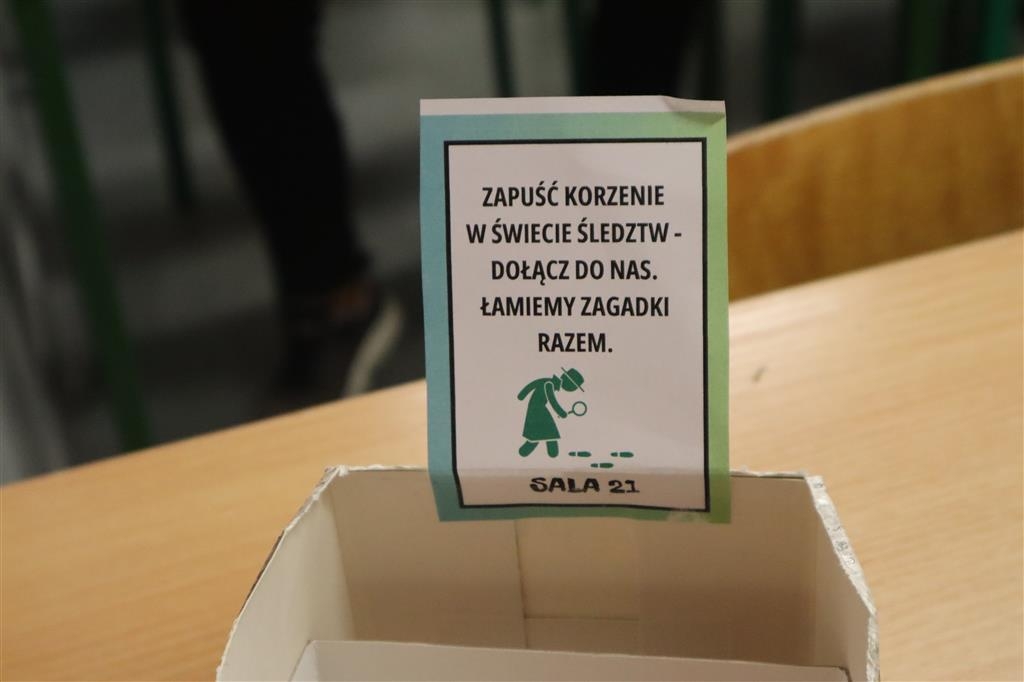 ZAPUŚĆ KORZENIE
W ŚWIECIE ŚLEDZTW -
DOŁĄCZ DO NAS.
ŁAMIEMY ZAGADKI
RAZEM.
SALA 21